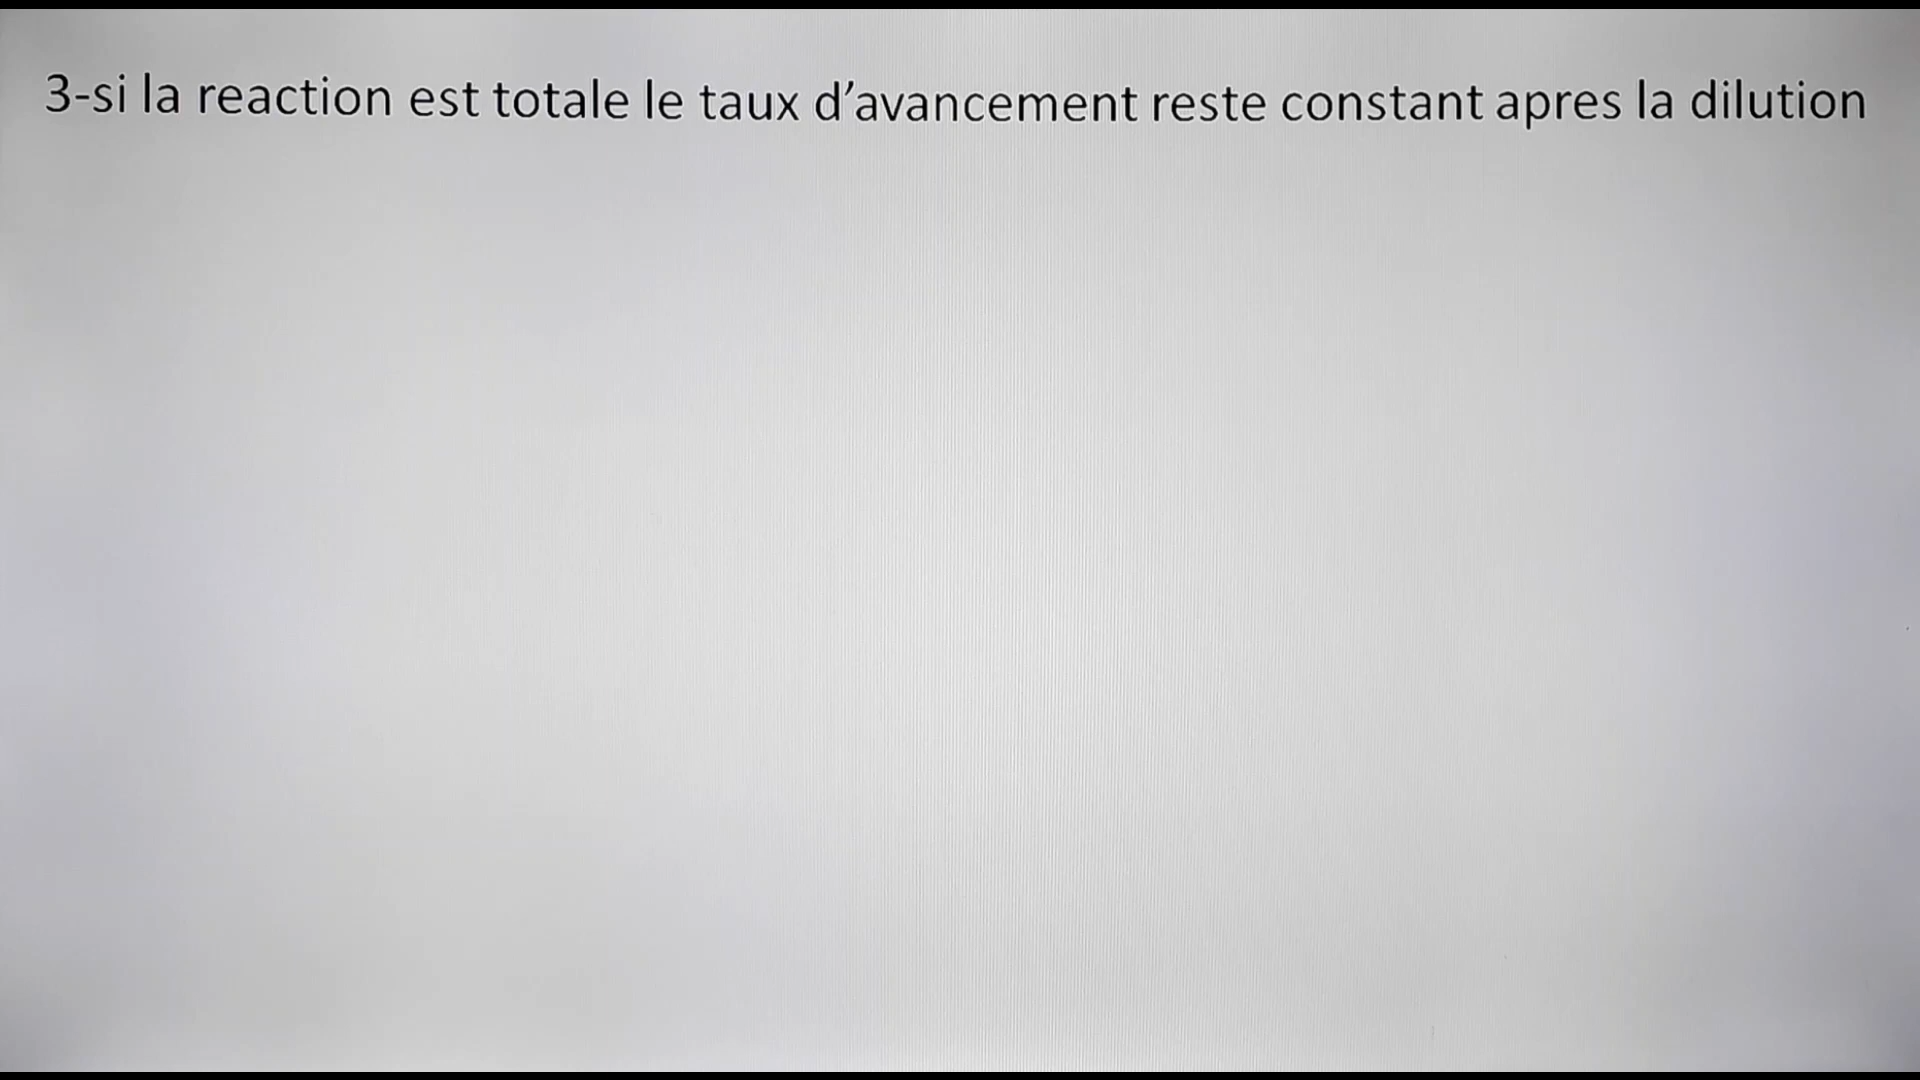 3-si la reaction est totale le taux d’avancement reste constant apres la dilution